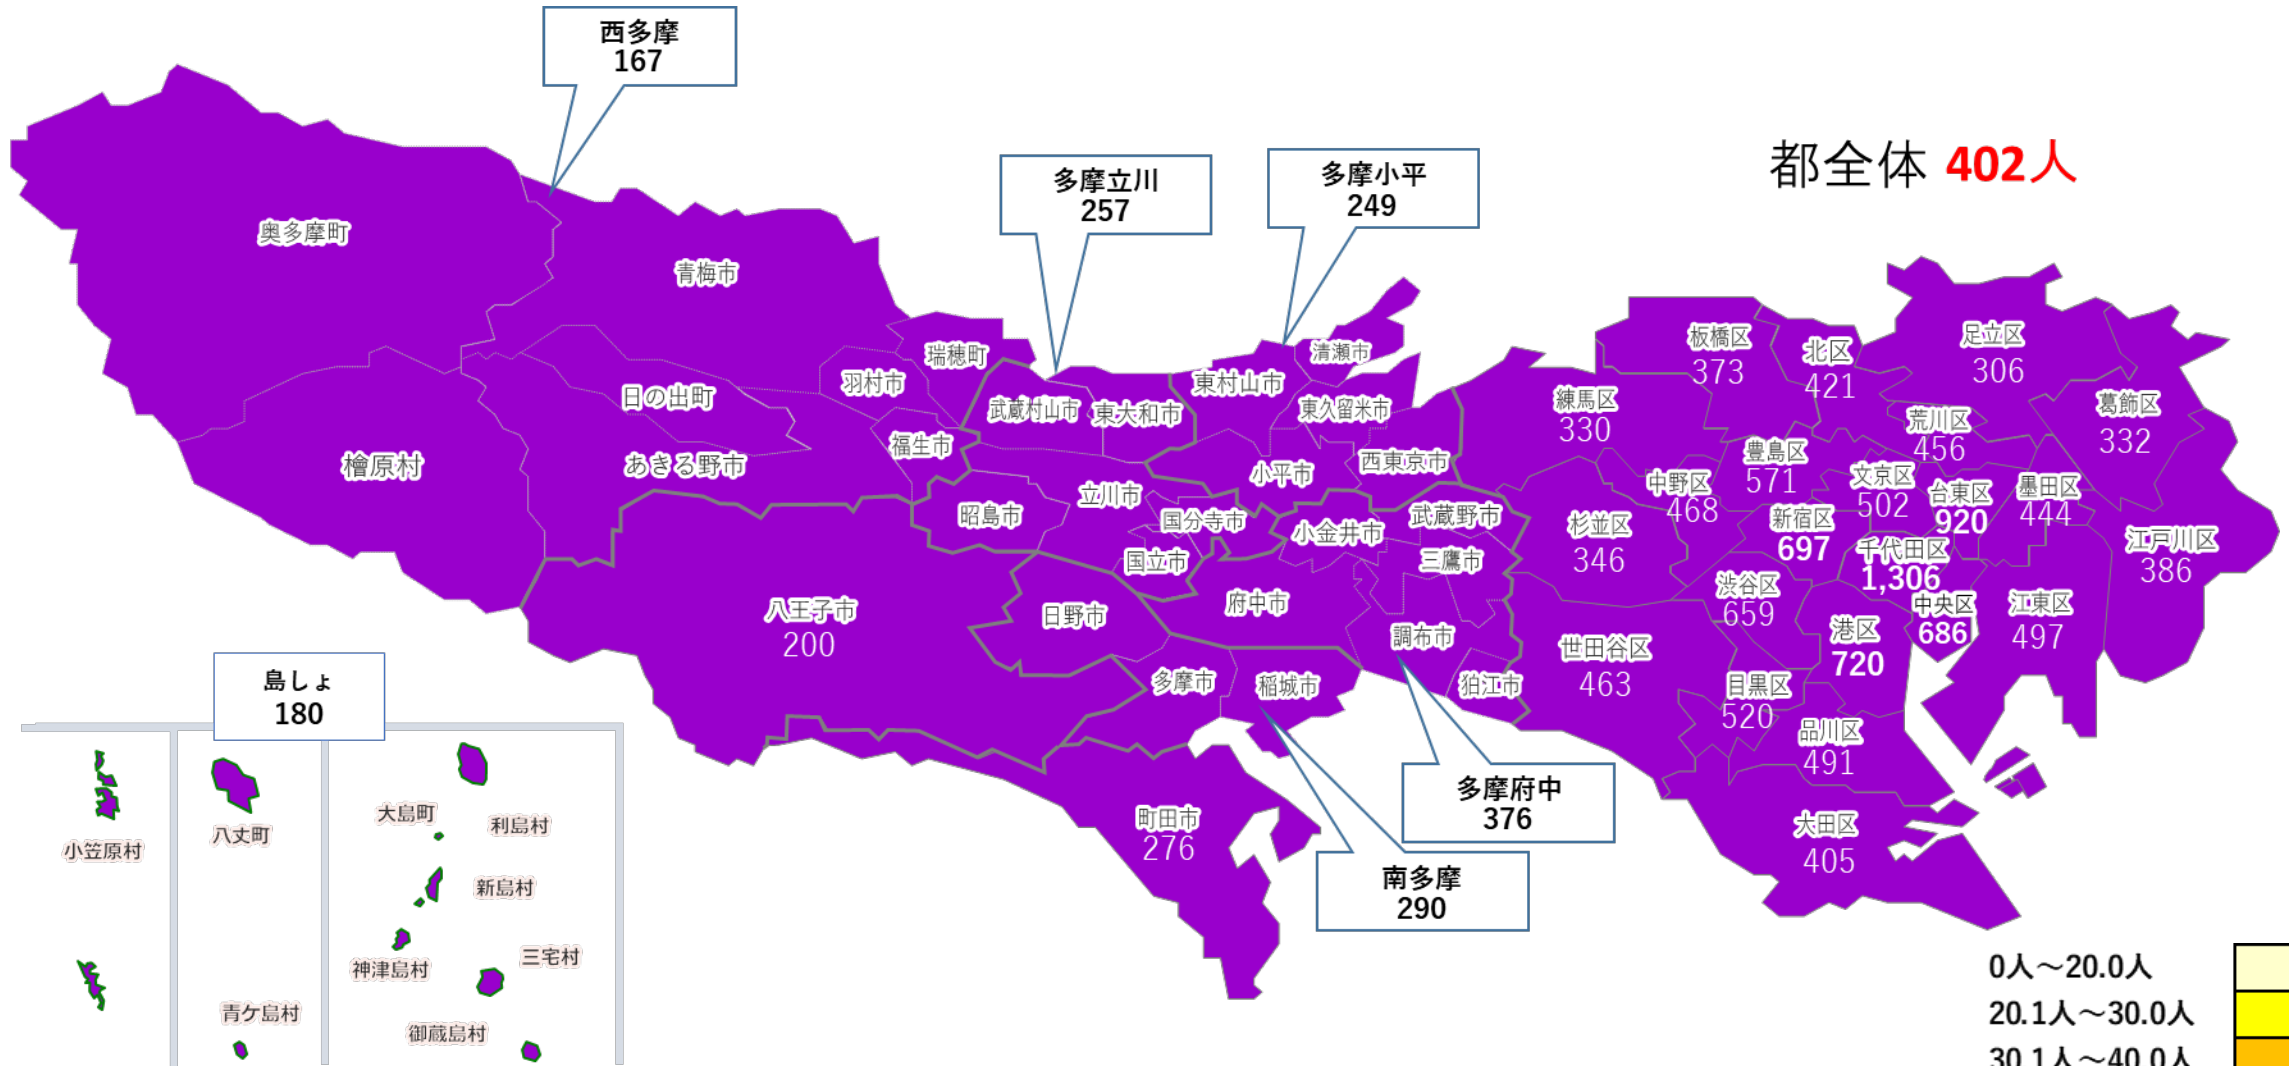 西多摩
167
多摩立川
257
多摩小平
249
都全体 402人
奥多摩町
青梅市
瑞穂町
羽村市
日の出町
福生市
あきる野市
檜原村
武蔵村山市
東大和市
東村山市
清瀬市
東久留米市
小平市
西東京市
昭島市
立川市
国分寺市
国立市
小金井市
武蔵野市
三鷹市
府中市
調布市
狛江市
八王子市
200
日野市
多摩市
稲城市
町田市
276
多摩府中
376
南多摩
290
板橋区
373
北区
421
足立区
306
練馬区
330
荒川区
456
葛飾区
332
豊島区
571
文京区
502
台東区
920
墨田区
444
中野区
468
新宿区
697
千代田区
1,306
杉並区
346
江戸川区
386
渋谷区
659
中央区
686
江東区
497
港区
720
世田谷区
463
目黒区
520
品川区
491
大田区
405
島しょ
180
小笠原村
八丈町
青ケ島村
大島町
利島村
新島村
神津島村
三宅村
御蔵島村
0人～20.0人
20.1人～30.0人
30.1人～40.0人